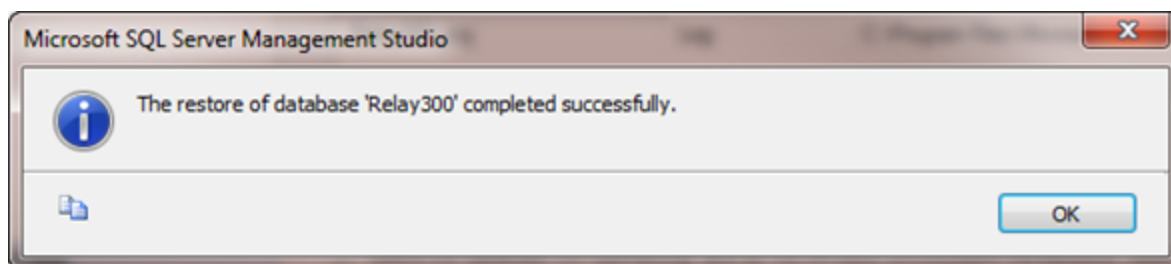 Microsoft SQL Server Management Studio
The restore of database 'Relay300' completed successfully.
OK